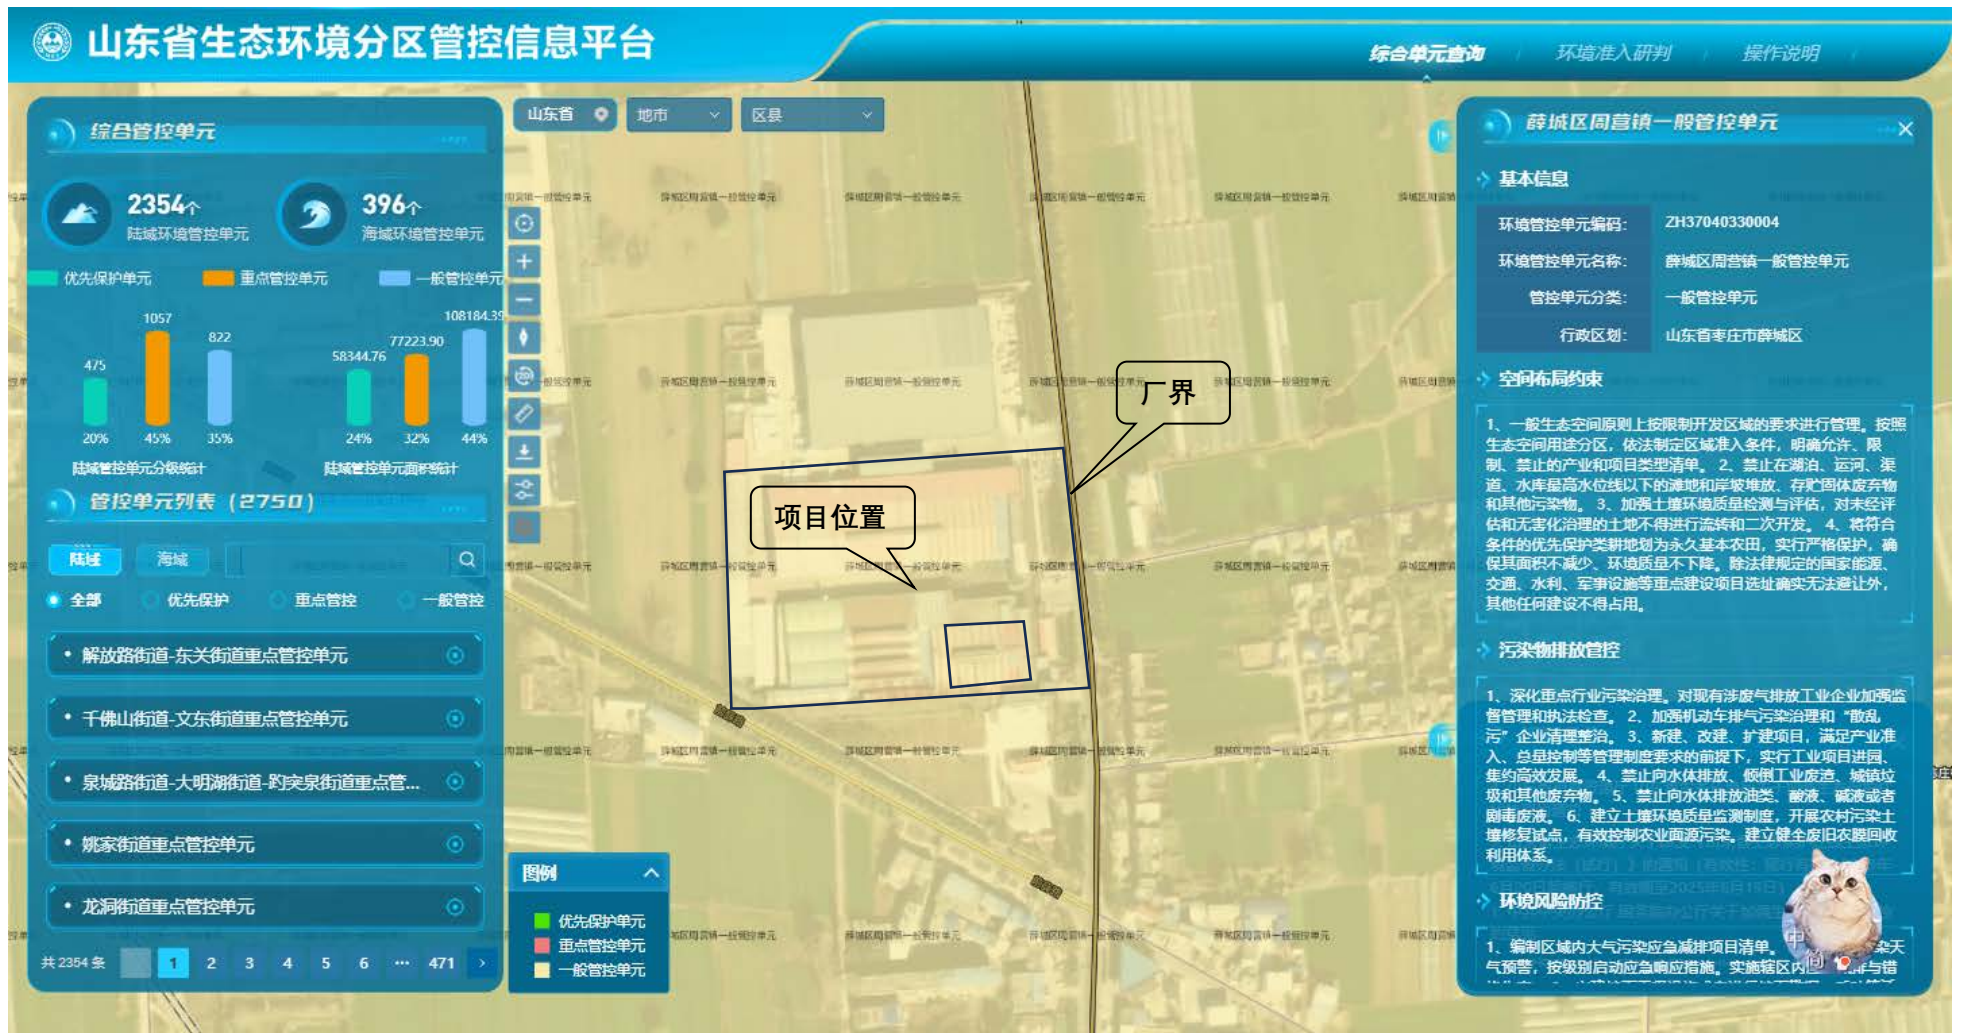 山东省生态环境分区管控信息平台
综合单元查询
环境准入研判
操作说明
山东省
地市
区县
综合管控单元
2354个
陆域环境管控单元
396个
海域环境管控单元
优先保护单元
重点管控单元
一般管控单元
475
1057
822
20%
45%
35%
陆域管控单元分级统计
58344.76
77223.90
108184.39
24%
32%
44%
陆域管控单元面积统计
管控单元列表（2750）
陆域
海域
全部
优先保护
重点管控
一般管控
解放路街道-东关街道重点管控单元
千佛山街道-文东街道重点管控单元
泉城路街道-大明湖街道-趵突泉街道重点管...
姚家街道重点管控单元
龙洞街道重点管控单元
共 2354 条
1 2 3 4 5 6 ··· 471
图例
优先保护单元
重点管控单元
一般管控单元
厂界
项目位置
薛城区周营镇一般管控单元
基本信息
环境管控单元编码: ZH37040330004
环境管控单元名称: 薛城区周营镇一般管控单元
管控单元分类: 一般管控单元
行政区划: 山东省枣庄市薛城区
空间布局约束
1、一般生态空间原则上按限制开发区域的要求进行管理。按照
生态空间用途分区，依法制定区域准入条件，明确允许、限
制、禁止的产业和项目类型清单。 2、禁止在湖泊、运河、渠
道、水库最高水位线以下的滩地和岸坡堆放、存贮固体废弃物
和其他污染物。 3、加强土壤环境质量检测与评估，对未经评
估和无害化治理的土地不得进行流转和二次开发。 4、将符合
条件的优先保护类耕地划为永久基本农田，实行严格保护，确
保其面积不减少、环境质量不下降。除法律规定的国家能源、
交通、水利、军事设施等重点建设项目选址确实无法避让外，
其他任何建设不得占用。
污染物排放管控
1、深化重点行业污染治理。对现有涉废气排放工业企业加强监
督管理和执法检查。 2、加强机动车排气污染治理和“散乱
污”企业清理整治。 3、新建、改建、扩建项目，满足产业准
入、总量控制等管理制度要求的前提下，实行工业项目进园、
集约高效发展。 4、禁止向水体排放、倾倒工业废渣、城镇垃
圾和其他废弃物。 5、禁止向水体排放油类、酸液、碱液或者
剧毒废液。 6、建立土壤环境质量监测制度，开展农村污染土
壤修复试点，有效控制农业面源污染。建立健全废旧农膜回收
利用体系。
环境风险防控
1、编制区域内大气污染应急减排项目清单。
气预警，按级别启动应急响应措施。实施辖区内